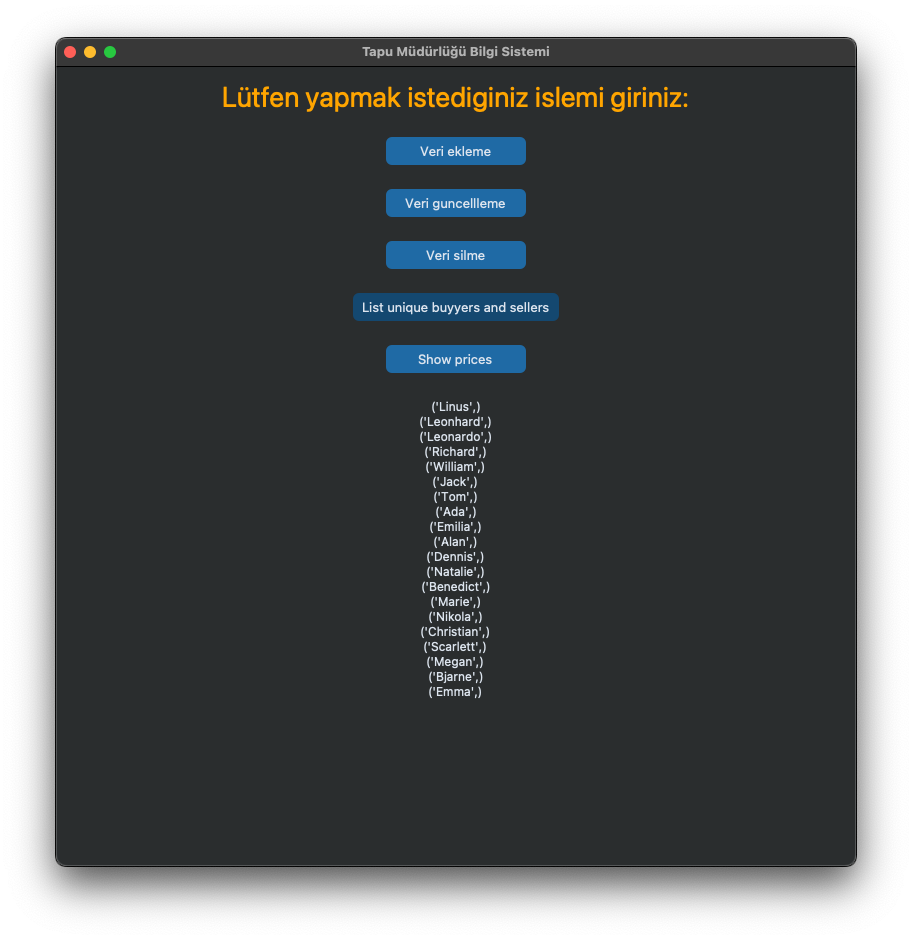 Tapu Müdürlüğü Bilgi Sistemi
Lütfen yapmak istediginiz islemi giriniz:
Veri ekleme
Veri guncellleme
Veri silme
List unique buyyers and sellers
Show prices
('Linus',)
('Leonhard',)
('Leonardo',)
('Richard',)
('William',)
('Jack',)
('Tom',)
('Ada',)
('Emilia',)
('Alan',)
('Dennis',)
('Natalie',)
('Benedict',)
('Marie',)
('Nikola',)
('Christian',)
('Scarlett',)
('Megan',)
('Bjarne',)
('Emma',)